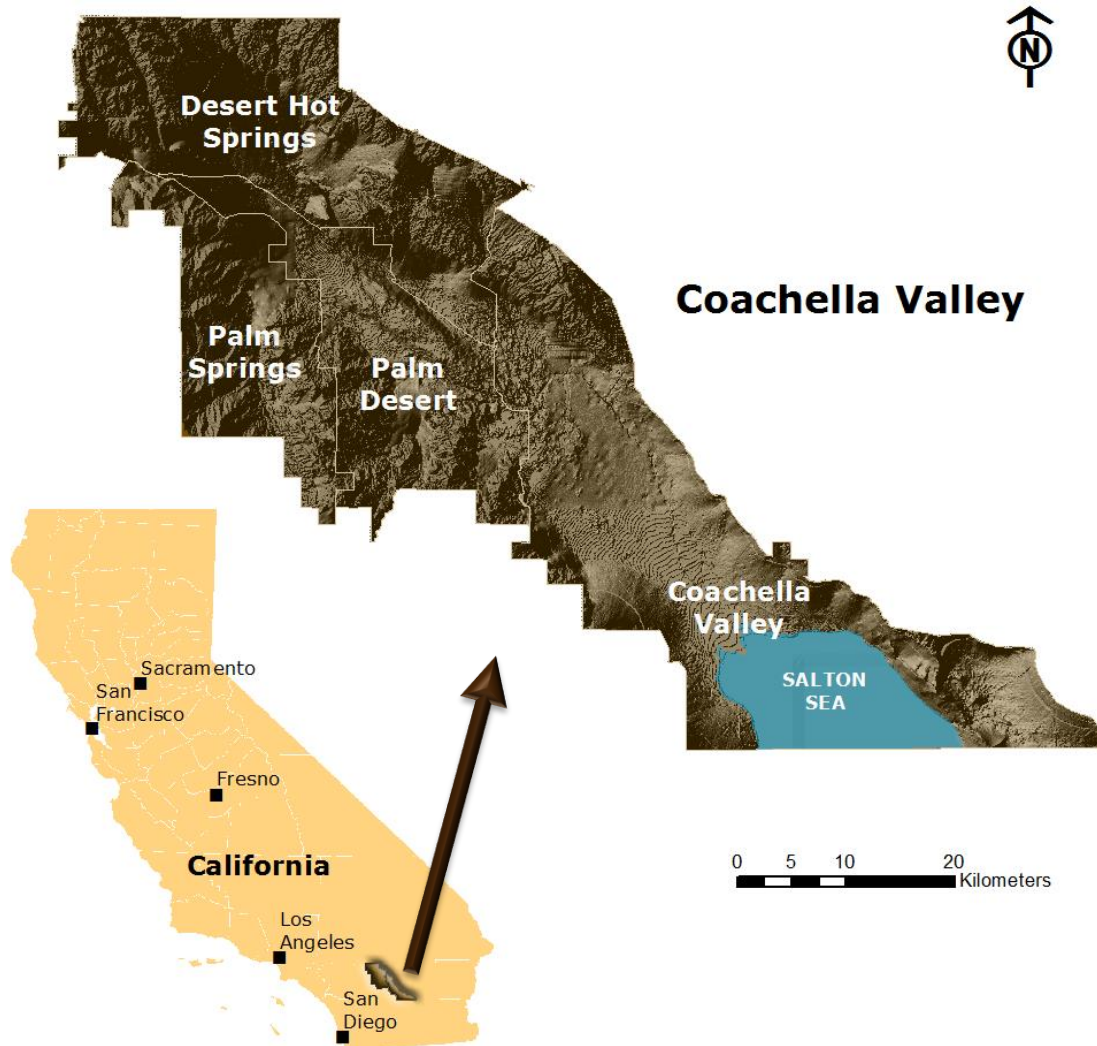 N
Desert Hot
Springs
Coachella Valley
Palm
Springs
Palm
Desert
Coachella
Valley
SALTON
SEA
Sacramento
San
Francisco
Fresno
California
Los
Angeles
San
Diego
0 5 10 20
Kilometers